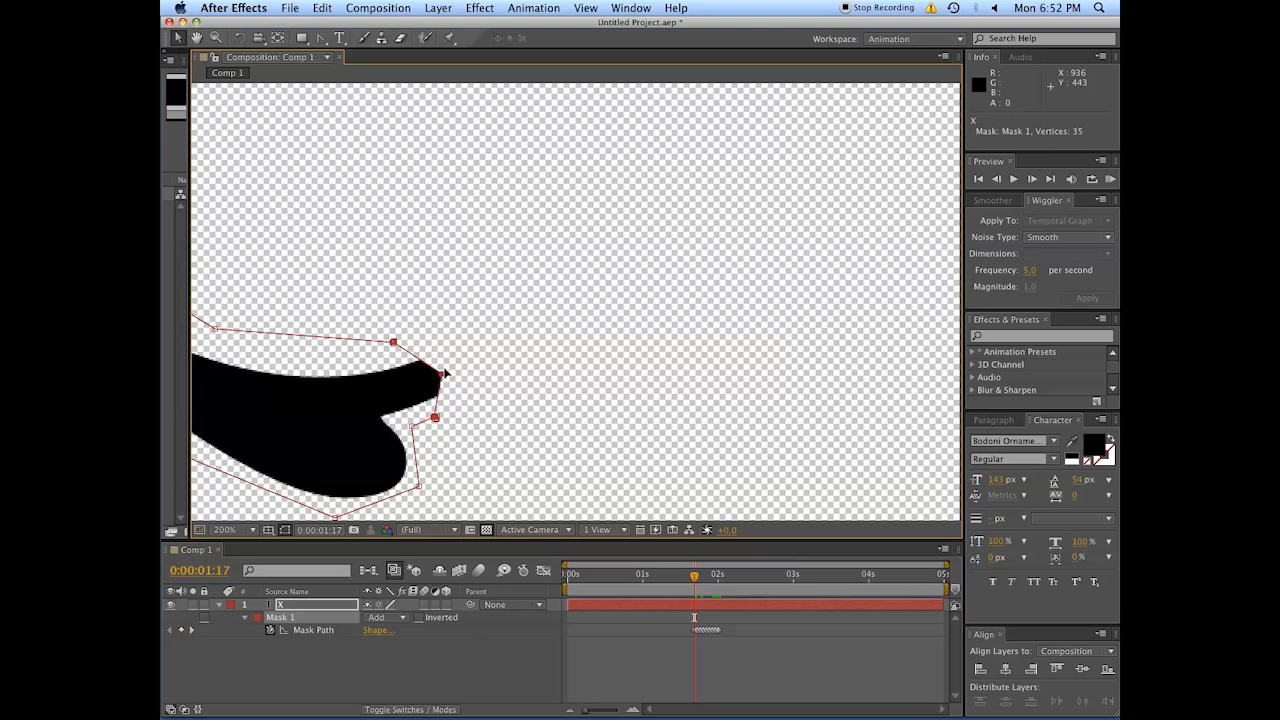 After Effects File Edit Composition Layer Effect Animation View Window Help Stop Recording Mon 6:52 PM
Untitled Project.aep *
Workspace: Animation Search Help
Composition: Comp 1 Info Audio
Comp 1
R: X: 936
G: Y: 443
B:
A: 0
X
Mask: Mask 1, Vertices: 35
Preview
Na
Smoother Wiggler
Apply To: Temporal Graph
Noise Type: Smooth
Dimensions:
Frequency: 5.0 per second
Magnitude: 1.0
Apply
Effects & Presets
* Animation Presets
3D Channel
Audio
Blur & Sharpen
Paragraph Character
Bodoni Orname...
Regular
143 px 54 px
Metrics 0
- px
100 % 100 %
0 px 0 %
T T TT Tr T¹ T₁
200% 0:00:01:17 (Full) Active Camera 1 View +0.0
Comp 1
0:00:01:17
:00s 01s 02s 03s 04s 05s
# Source Name Parent
1 T X None
Mask 1 Add Inverted
Mask Path Shape...
Align
Align Layers to: Composition
Distribute Layers:
Toggle Switches / Modes